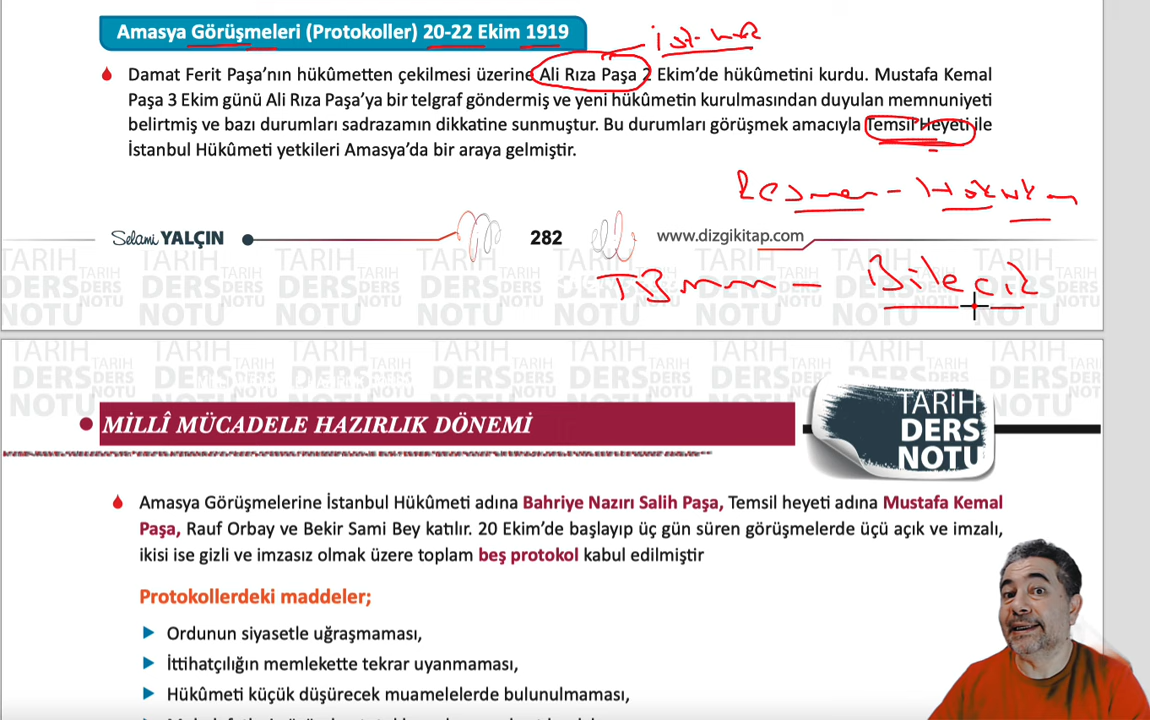 Amasya Görüşmeleri (Protokoller) 20-22 Ekim 1919
Damat Ferit Paşa'nın hükûmetten çekilmesi üzerine Ali Rıza Paşa 2 Ekim'de hükûmetini kurdu. Mustafa Kemal
Paşa 3 Ekim günü Ali Rıza Paşa'ya bir telgraf göndermiş ve yeni hükûmetin kurulmasından duyulan memnuniyeti
belirtmiş ve bazı durumları sadrazamın dikkatine sunmuştur. Bu durumları görüşmek amacıyla Temsil Heyeti ile
İstanbul Hükûmeti yetkileri Amasya'da bir araya gelmiştir.
Resmen - Hukuken
Selami YALÇIN
282
www.dizgikitap.com
TBmm - Bilecik
MİLLÎ MÜCADELE HAZIRLIK DÖNEMİ
TARİH
DERS
NOTU
Amasya Görüşmelerine İstanbul Hükûmeti adına Bahriye Nazırı Salih Paşa, Temsil heyeti adına Mustafa Kemal
Paşa, Rauf Orbay ve Bekir Sami Bey katılır. 20 Ekim'de başlayıp üç gün süren görüşmelerde üçü açık ve imzalı,
ikisi ise gizli ve imzasız olmak üzere toplam beş protokol kabul edilmiştir
Protokollerdeki maddeler;
Ordunun siyasetle uğraşmaması,
İttihatçılığın memlekette tekrar uyanmaması,
Hükûmeti küçük düşürecek muamelelerde bulunulmaması,